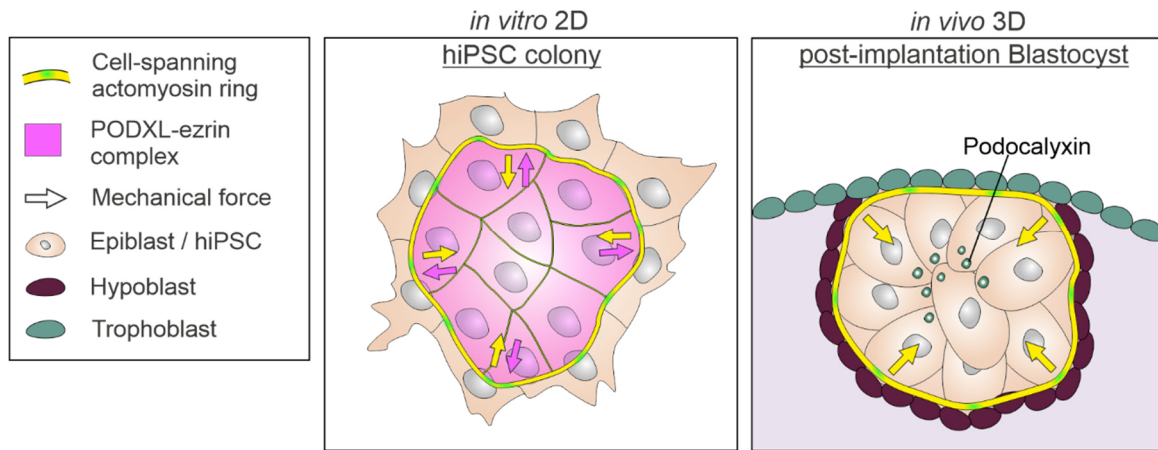 Cell-spanning
actomyosin ring
PODXL-ezrin
complex
Mechanical force
Epiblast / hiPSC
Hypoblast
Trophoblast
in vitro 2D
hiPSC colony
in vivo 3D
post-implantation Blastocyst
Podocalyxin